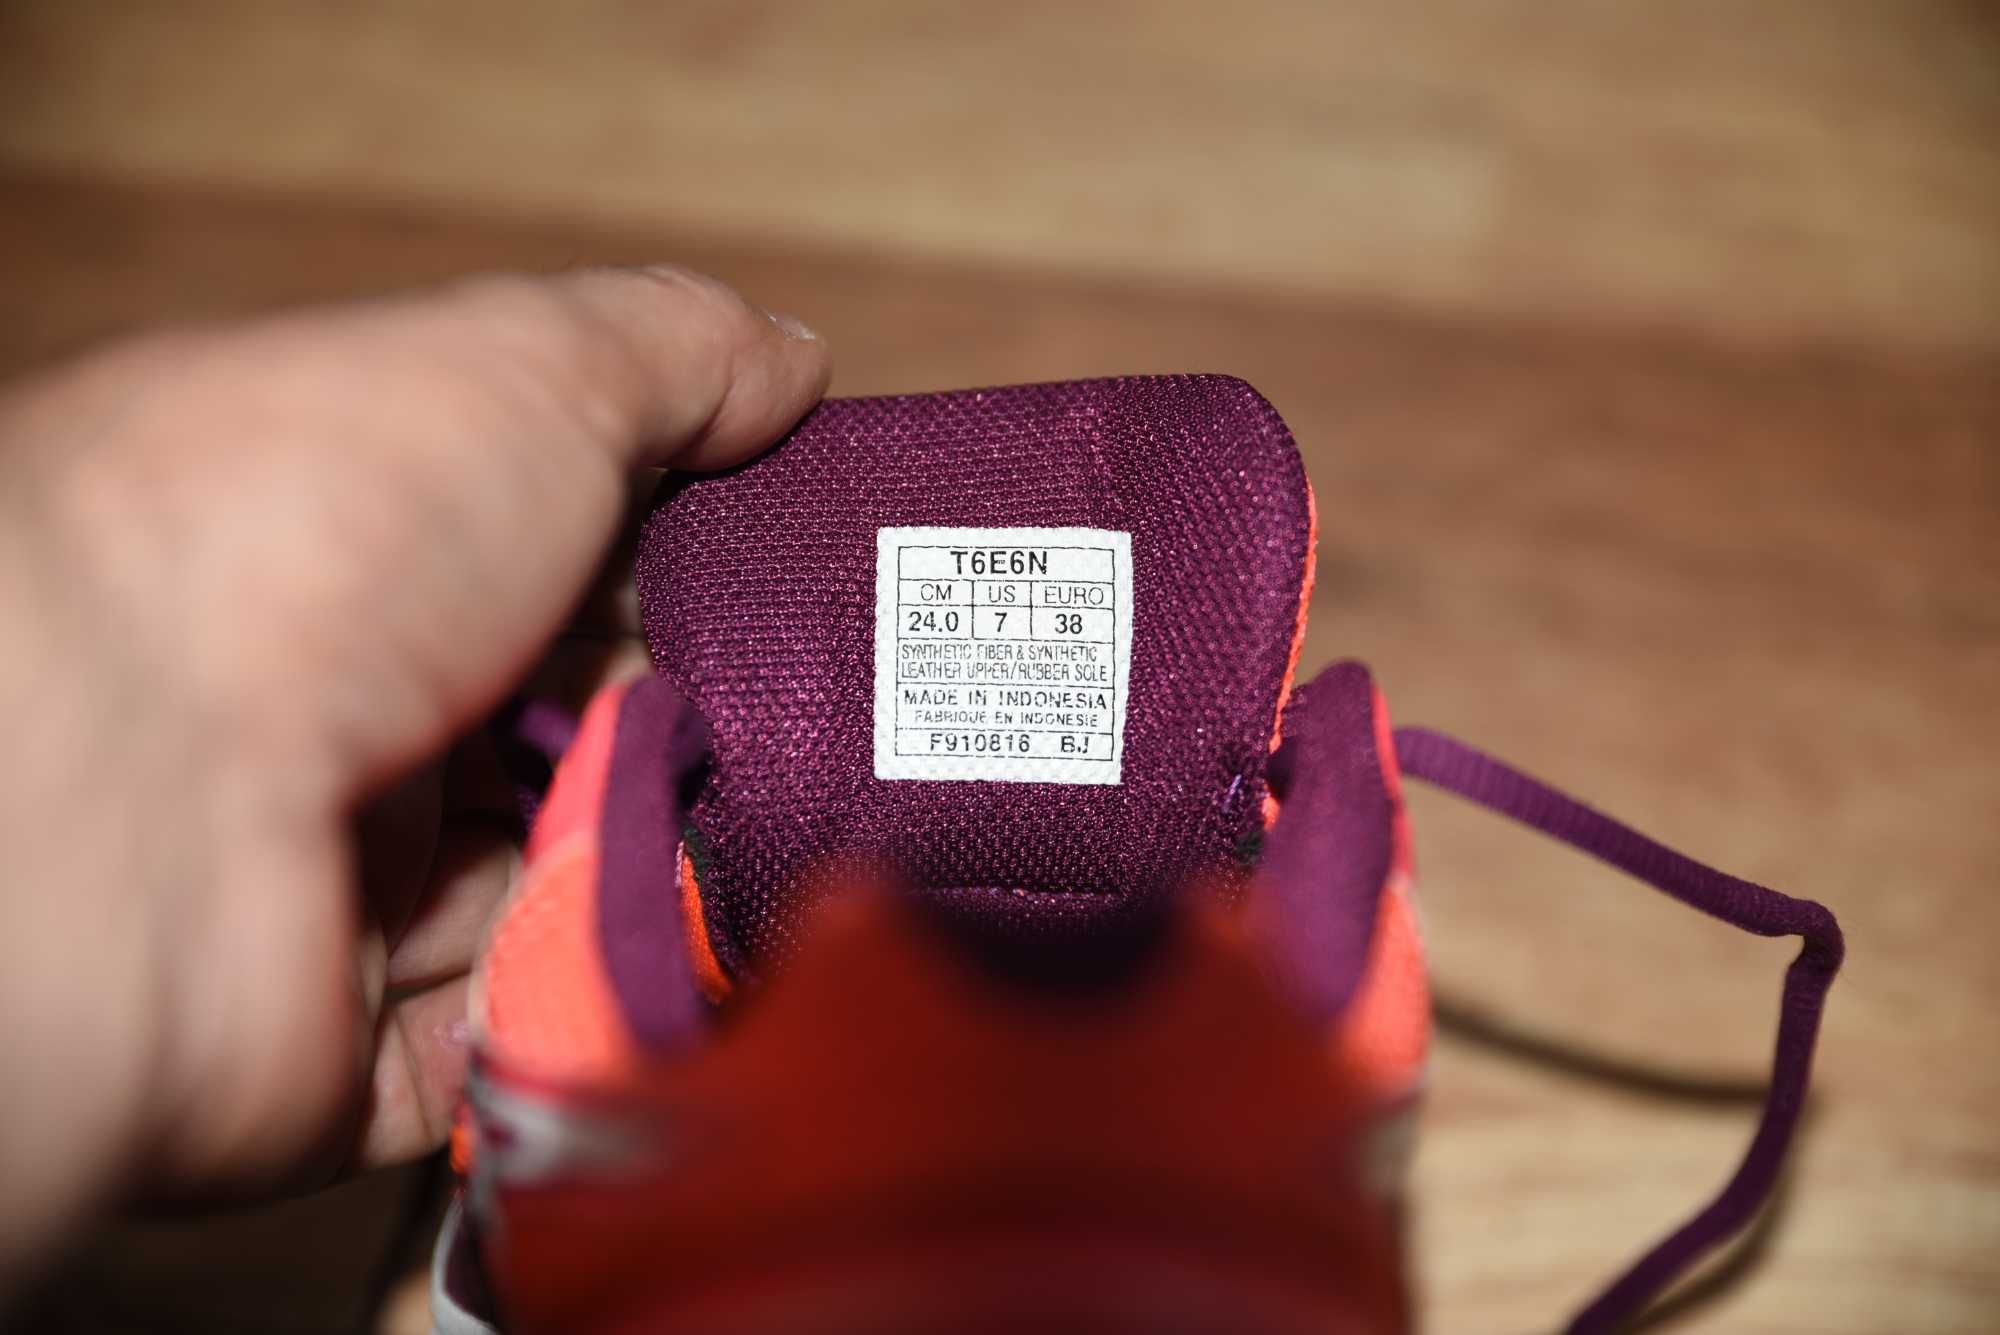 T6E6N
CM US EURO
24.0 7 38
SYNTHETIC FIBER & SYNTHETIC
LEATHER UPPER/RUBBER SOLE
MADE IN INDONESIA
FABRIQUE EN INDONESIE
F910816 BJ